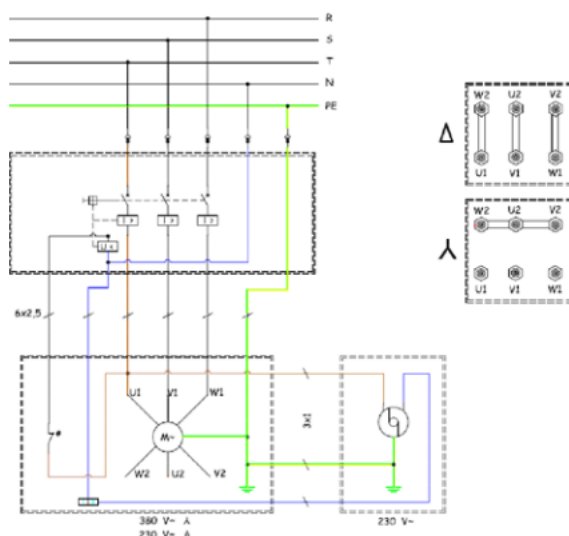 R
S
T
N
PE
W2 U2 V2
Δ
U1 V1 W1
I> I> I>
U<
W2 U2 V2
U1 V1 W1
6x2,5
U1 V1 W1
3x1
M~
W2 U2 V2
360 V~
230 V~
230 V~